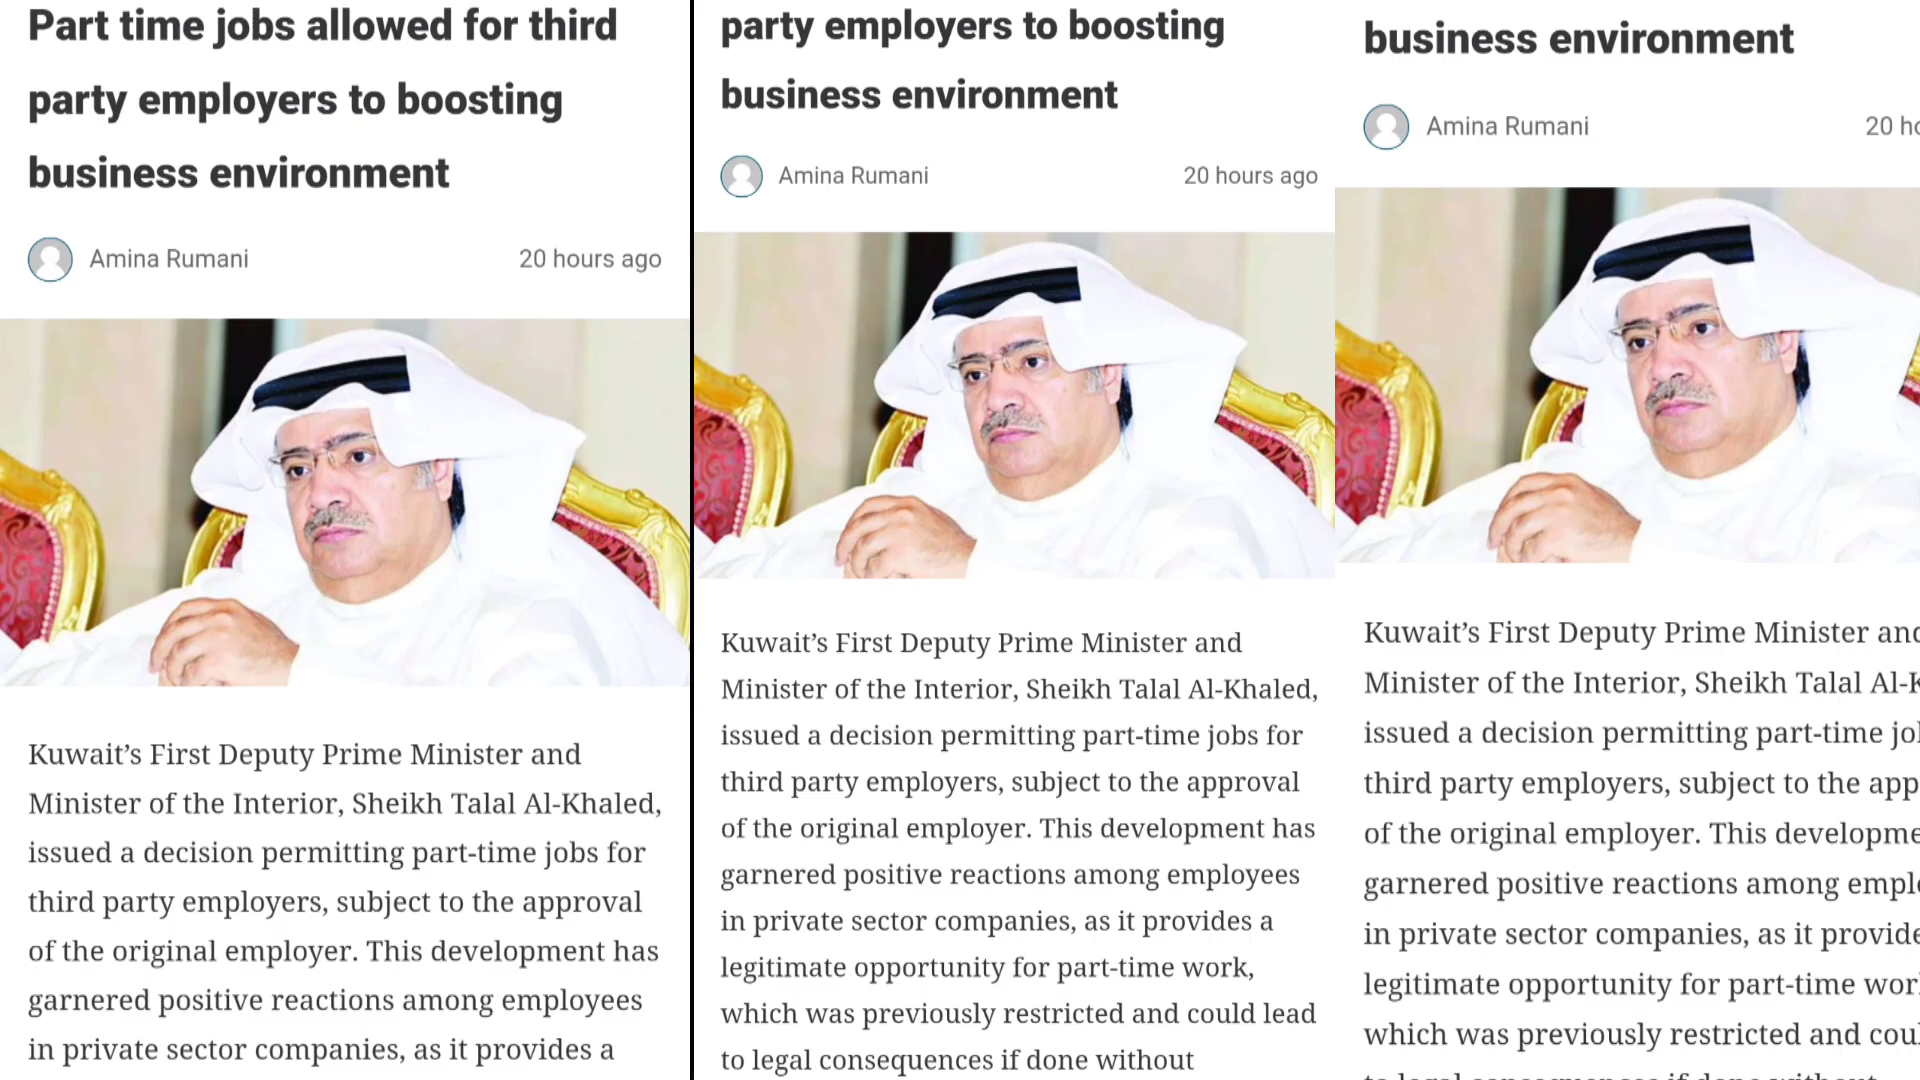 Part time jobs allowed for third
party employers to boosting
business environment
Amina Rumani
20 hours ago
Kuwait’s First Deputy Prime Minister and
Minister of the Interior, Sheikh Talal Al-Khaled,
issued a decision permitting part-time jobs for
third party employers, subject to the approval
of the original employer. This development has
garnered positive reactions among employees
in private sector companies, as it provides a
party employers to boosting
business environment
Amina Rumani
20 hours ago
Kuwait’s First Deputy Prime Minister and
Minister of the Interior, Sheikh Talal Al-Khaled,
issued a decision permitting part-time jobs for
third party employers, subject to the approval
of the original employer. This development has
garnered positive reactions among employees
in private sector companies, as it provides a
legitimate opportunity for part-time work,
which was previously restricted and could lead
to legal consequences if done without
business environment
Amina Rumani
20
Kuwait’s First Deputy Prime Minister
Minister of the Interior, Sheikh Talal
issued a decision permitting part-time
third party employers, subject to the
of the original employer. This
garnered positive reactions among
in private sector companies, as it
legitimate opportunity for part-time
which was previously restricted and